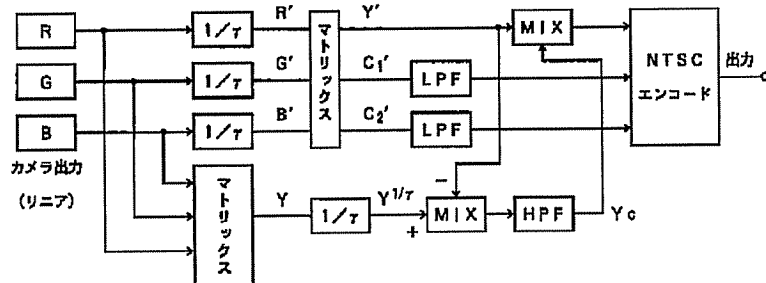 R 1/τ R′ マトリックス Y′ MIX NTSC エンコード 出力
G 1/τ G′ C₁′ LPF
B 1/τ B′ C₂′ LPF
カメラ出力
(リニア)
マトリックス Y 1/τ Y^{1/τ} − + MIX HPF Yc